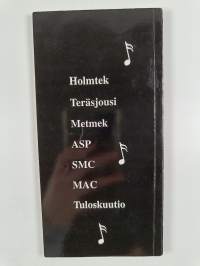 Holmtek
Teräsjousi
Metmek
ASP
SMC
MAC
Tuloskuutio